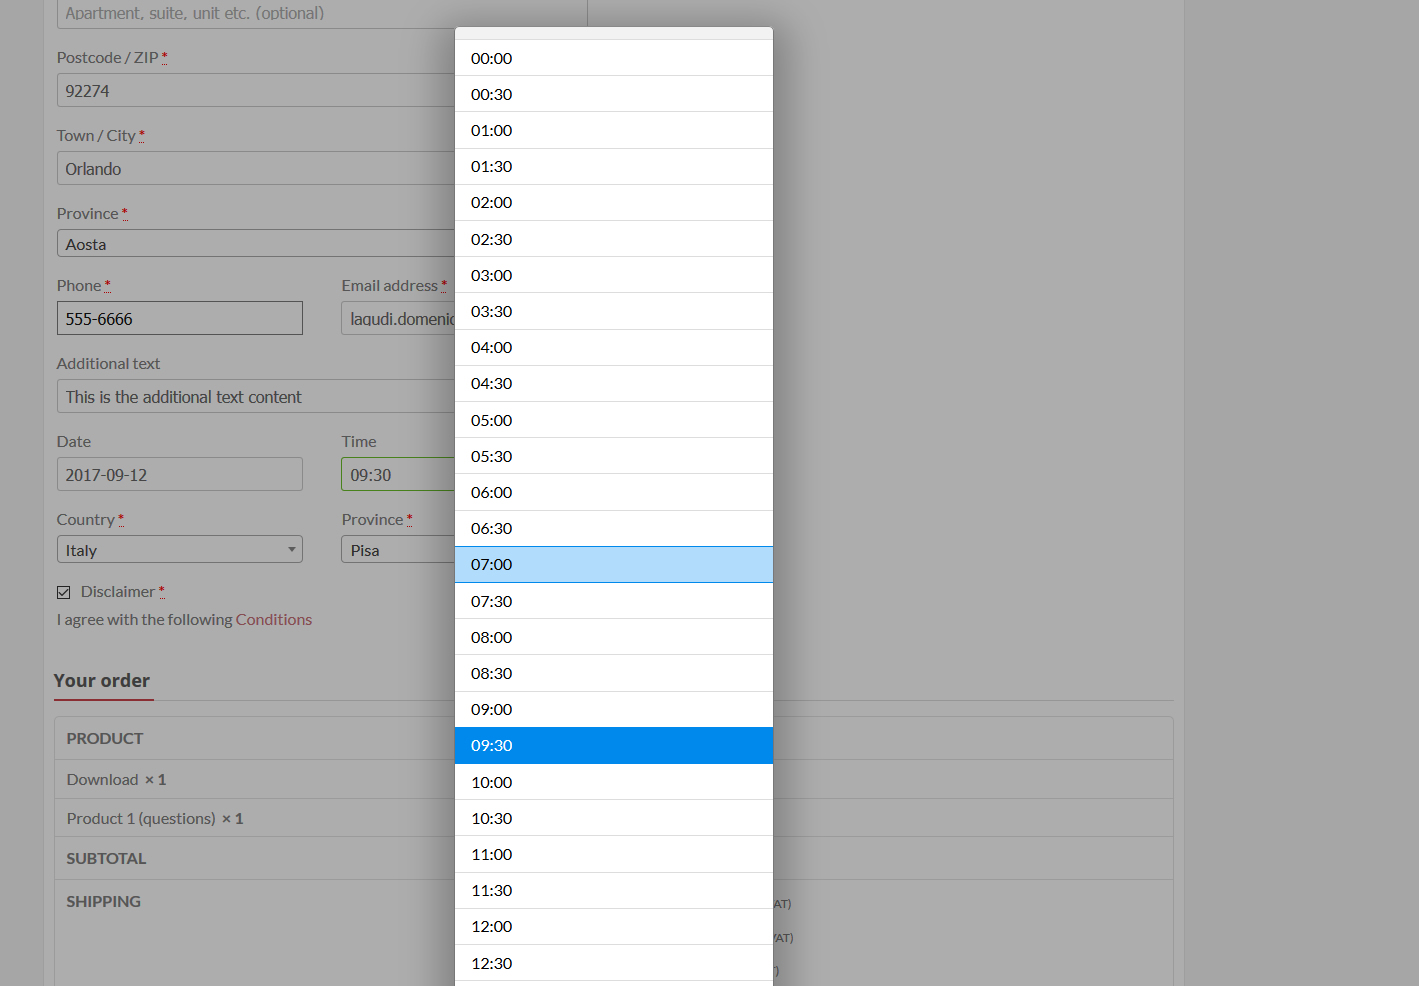 Apartment, suite, unit etc. (optional)
Postcode / ZIP *
92274
Town / City *
Orlando
Province *
Aosta
Phone *
Email address *
555-6666
lagudi.domenic
Additional text
This is the additional text content
Date
Time
2017-09-12
09:30
Country *
Province *
Italy
Pisa
Disclaimer *
I agree with the following Conditions
Your order
PRODUCT
Download × 1
Product 1 (questions) × 1
SUBTOTAL
SHIPPING
AT)
/AT)
)
00:00
00:30
01:00
01:30
02:00
02:30
03:00
03:30
04:00
04:30
05:00
05:30
06:00
06:30
07:00
07:30
08:00
08:30
09:00
09:30
10:00
10:30
11:00
11:30
12:00
12:30